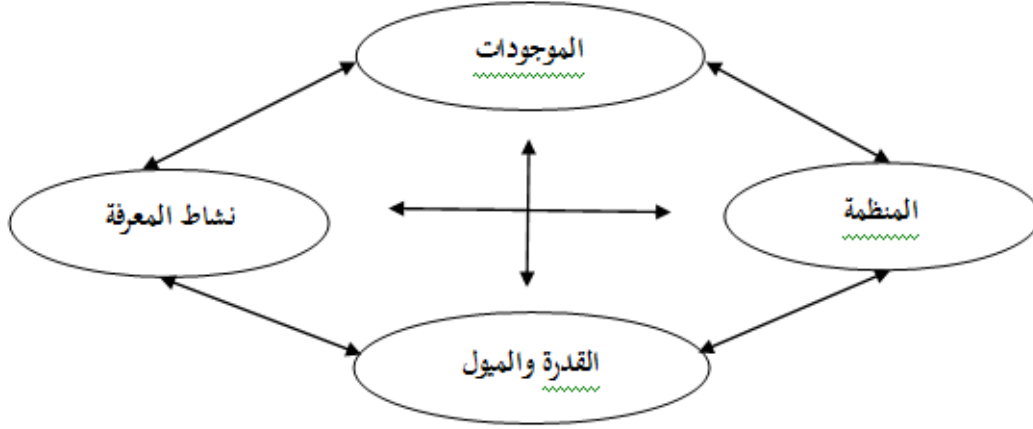 الموجودات
المنظمة
نشاط المعرفة
القدرة والميول